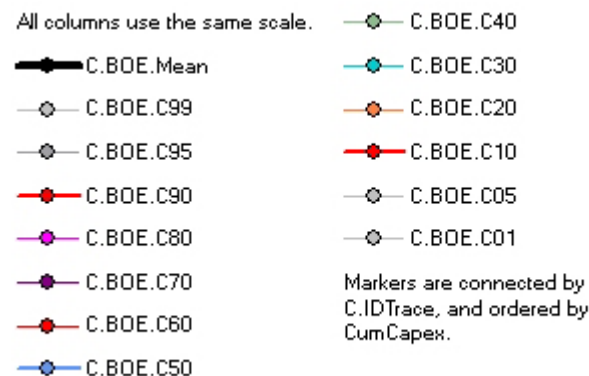 All columns use the same scale.
C.BOE.Mean
C.BOE.C99
C.BOE.C95
C.BOE.C90
C.BOE.C80
C.BOE.C70
C.BOE.C60
C.BOE.C50
C.BOE.C40
C.BOE.C30
C.BOE.C20
C.BOE.C10
C.BOE.C05
C.BOE.C01
Markers are connected by
C.IDTrace, and ordered by
CumCapex.